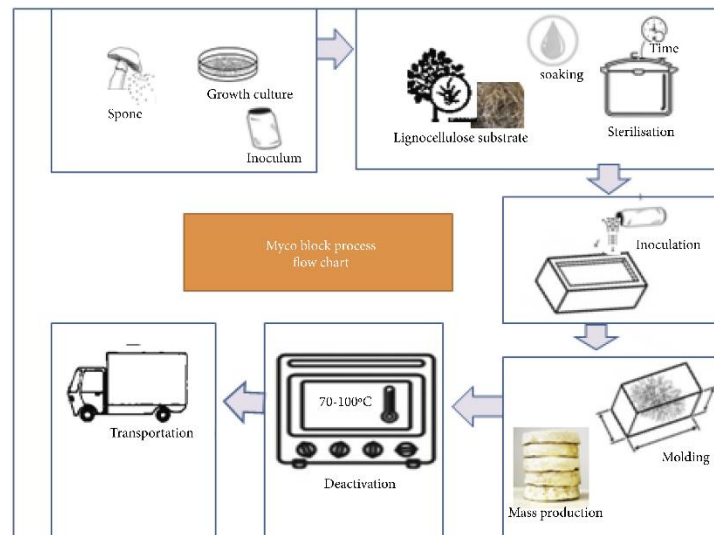 Spone
Growth culture
Inoculum
Lignocellulose substrate
soaking
Time
Sterilisation
Inoculation
Myco block process
flow chart
Molding
Mass production
70-100°C
Deactivation
Transportation